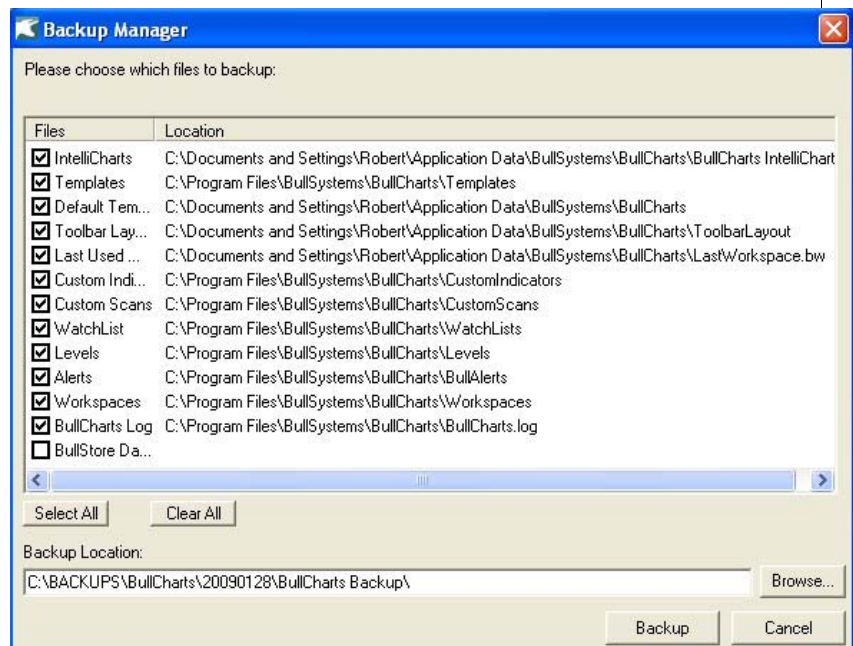 Backup Manager
Please choose which files to backup:
Files Location
IntelliCharts C:\Documents and Settings\Robert\Application Data\BullSystems\BullCharts\BullCharts IntelliChart
Templates C:\Program Files\BullSystems\BullCharts\Templates
Default Tem... C:\Documents and Settings\Robert\Application Data\BullSystems\BullCharts
Toolbar Lay... C:\Documents and Settings\Robert\Application Data\BullSystems\BullCharts\ToolbarLayout
Last Used ... C:\Documents and Settings\Robert\Application Data\BullSystems\BullCharts\LastWorkspace.bw
Custom Indi... C:\Program Files\BullSystems\BullCharts\CustomIndicators
Custom Scans C:\Program Files\BullSystems\BullCharts\CustomScans
WatchList C:\Program Files\BullSystems\BullCharts\WatchLists
Levels C:\Program Files\BullSystems\BullCharts\Levels
Alerts C:\Program Files\BullSystems\BullCharts\BullAlerts
Workspaces C:\Program Files\BullSystems\BullCharts\Workspaces
BullCharts Log C:\Program Files\BullSystems\BullCharts\BullCharts.log
BullStore Da...
Select All Clear All
Backup Location:
C:\BACKUPS\BullCharts\20090128\BullCharts Backup\ Browse...
Backup Cancel